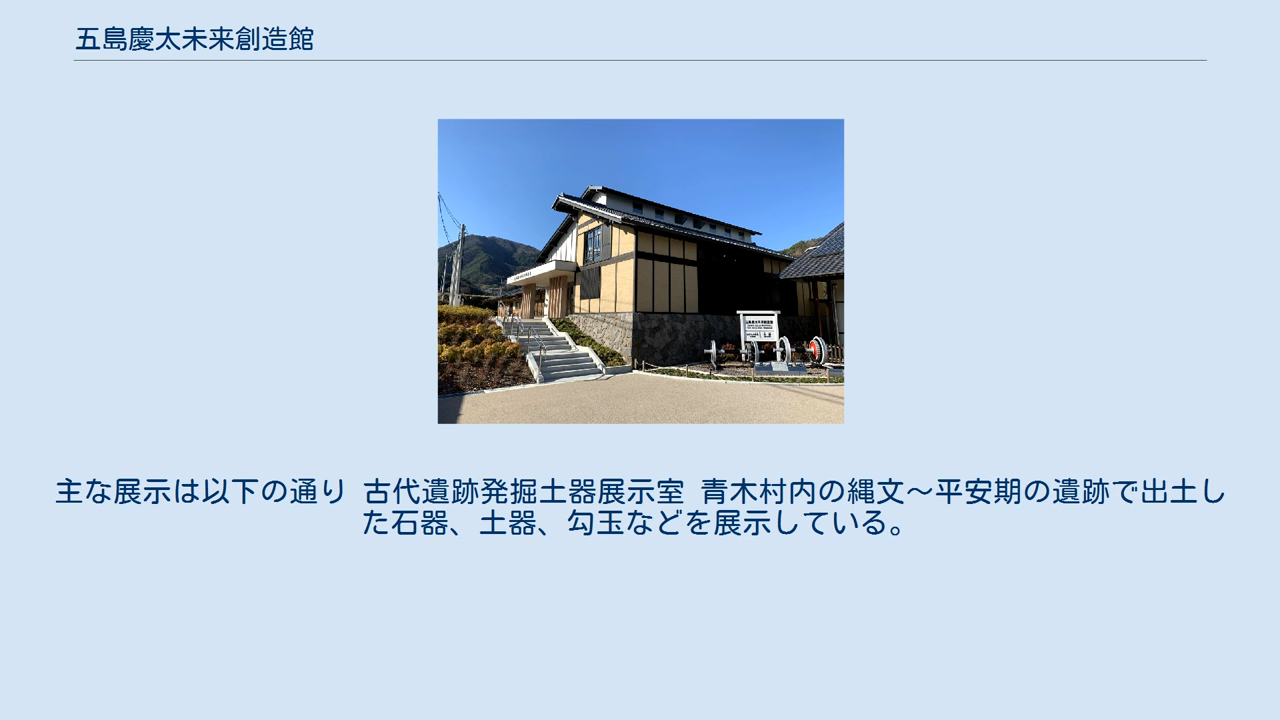 五島慶太未来創造館
主な展示は以下の通り 古代遺跡発掘土器展示室 青木村内の縄文～平安期の遺跡で出土し
た石器、土器、勾玉などを展示している。